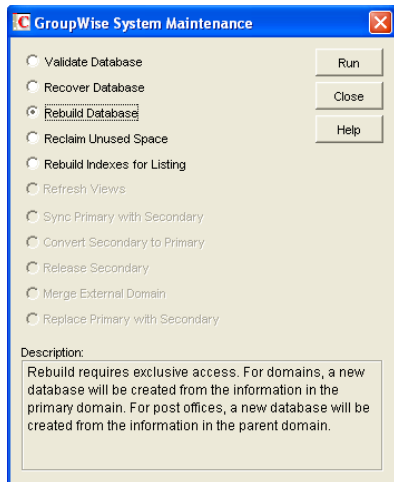 GroupWise System Maintenance
Validate Database
Run
Recover Database
Close
Rebuild Database
Help
Reclaim Unused Space
Rebuild Indexes for Listing
Refresh Views
Sync Primary with Secondary
Convert Secondary to Primary
Release Secondary
Merge External Domain
Replace Primary with Secondary
Description:
Rebuild requires exclusive access. For domains, a new
database will be created from the information in the
primary domain. For post offices, a new database will be
created from the information in the parent domain.